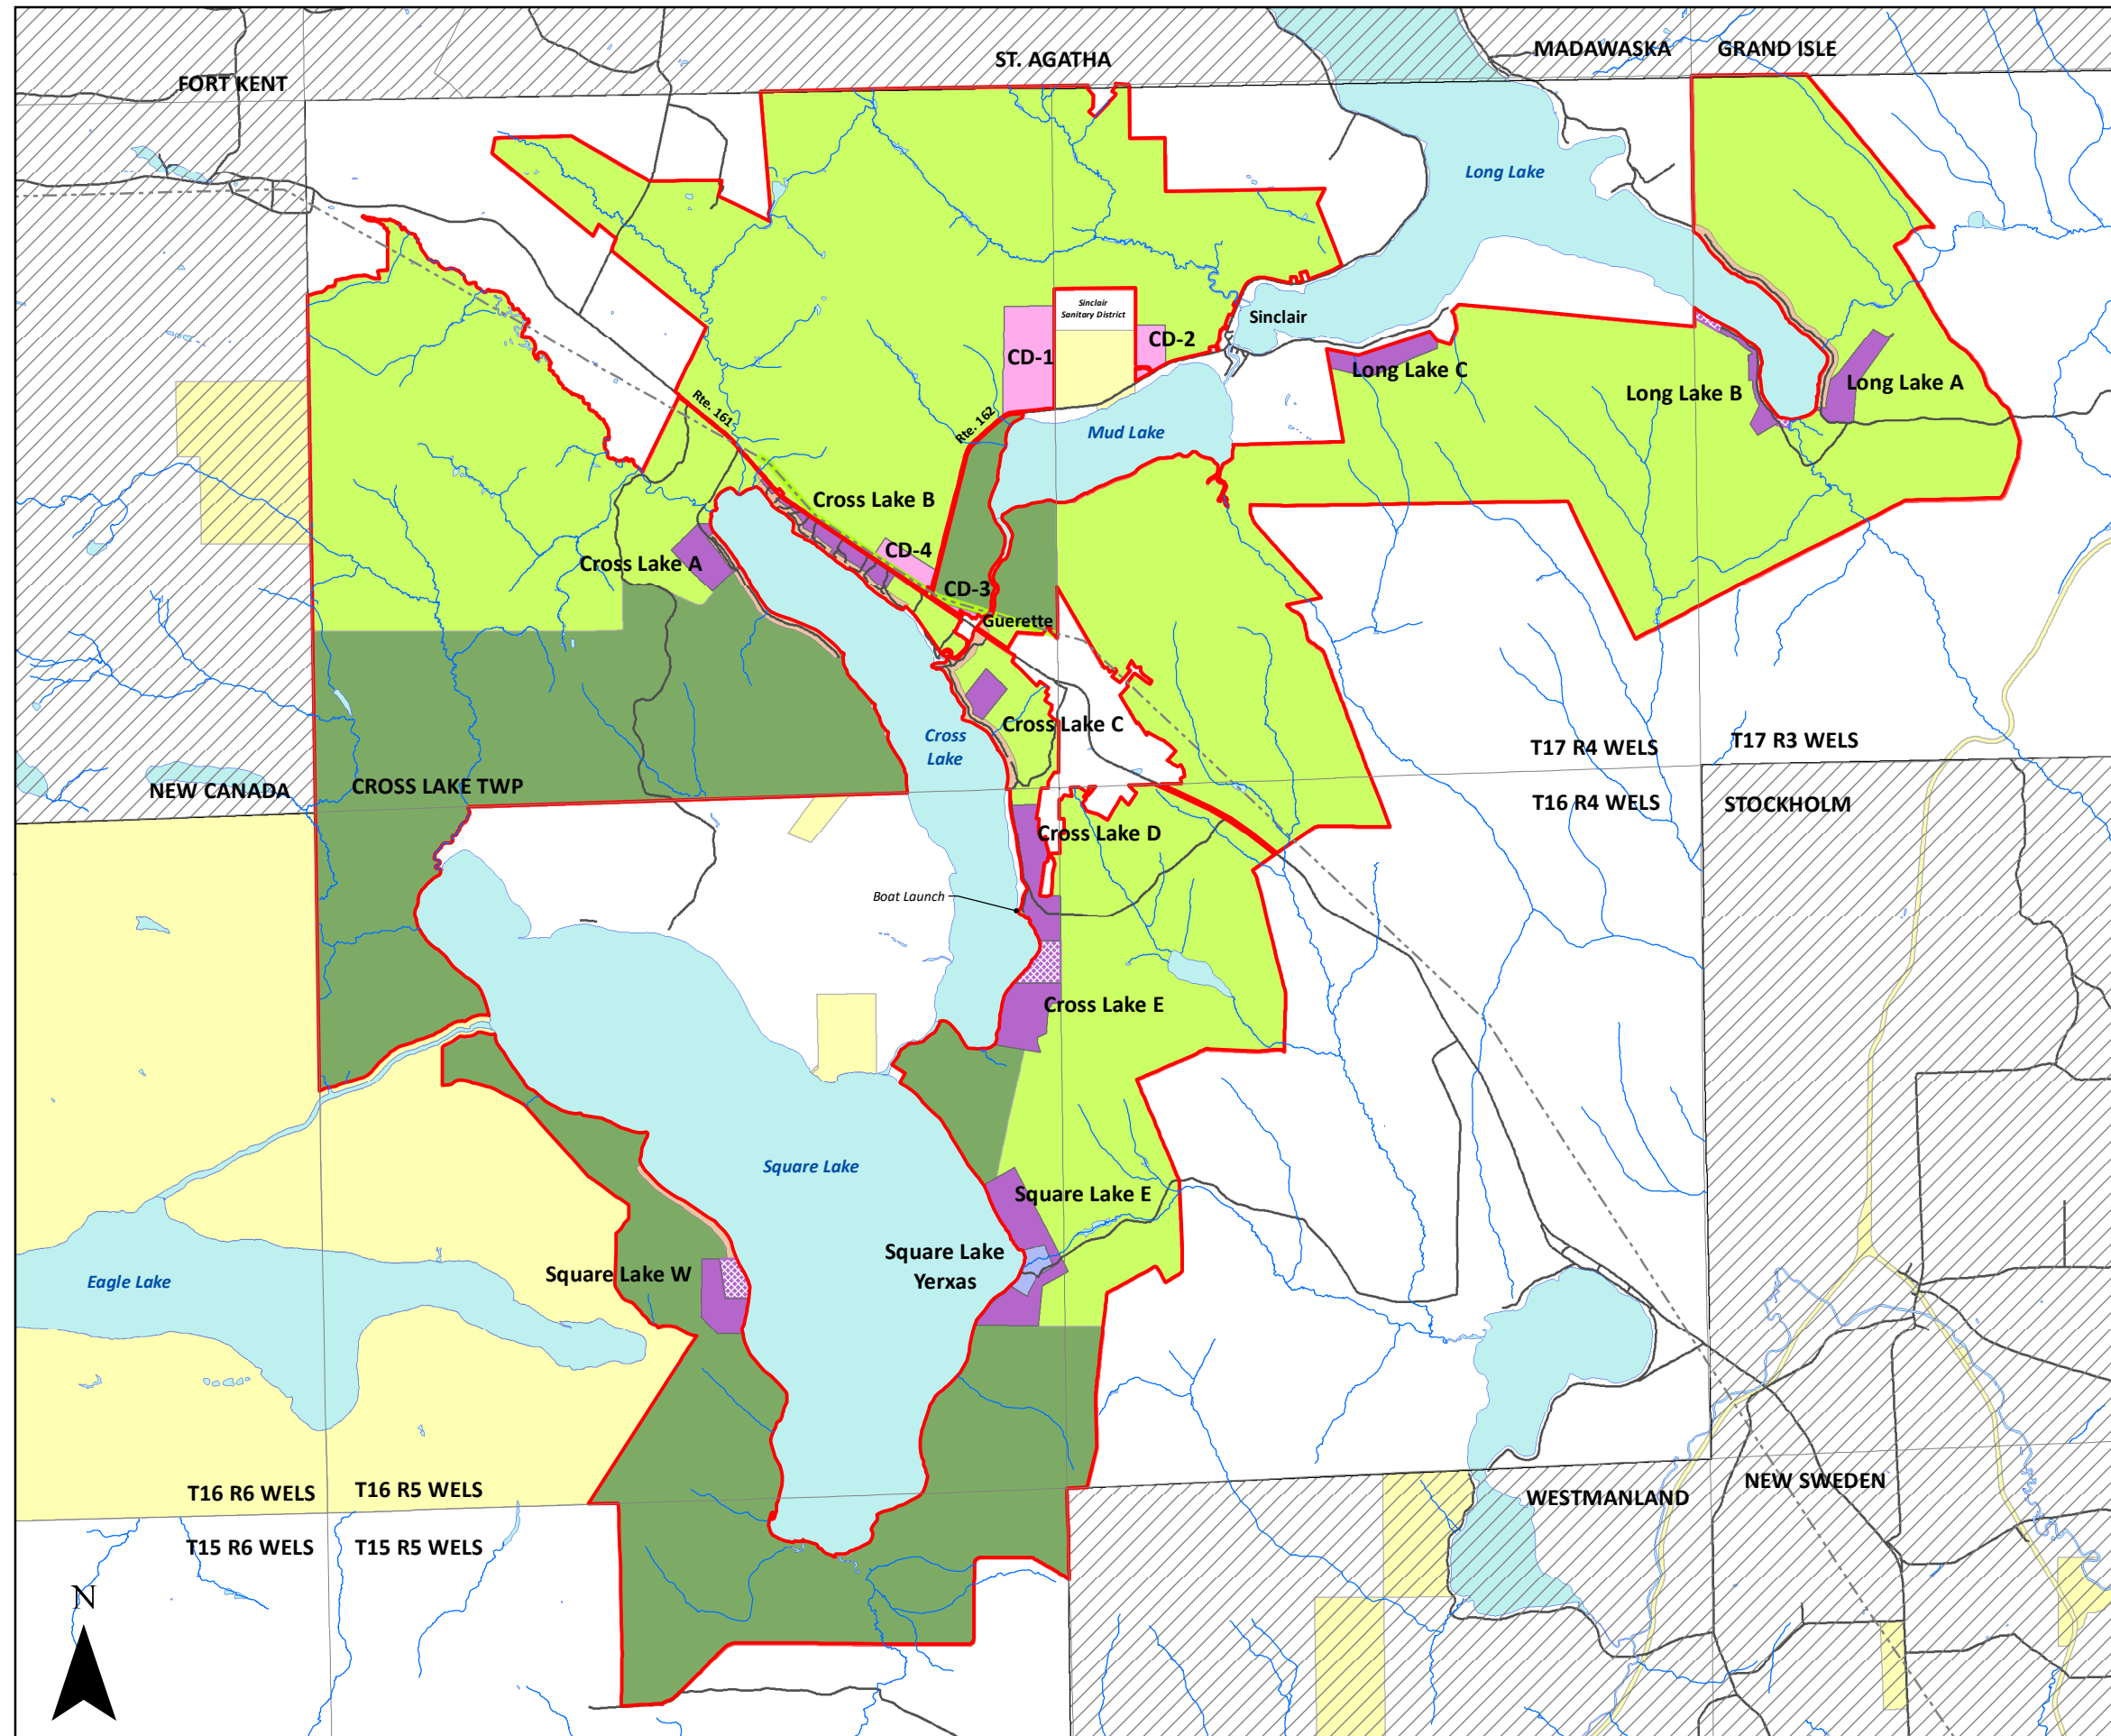 ST. AGATHA
MADAWASKA
GRAND ISLE
FORT KENT
Long Lake
Sinclair
Sanitary District
Sinclair
CD-1
CD-2
Long Lake C
Long Lake B
Long Lake A
Rte. 161
Rte. 162
Mud Lake
Cross Lake B
CD-4
Cross Lake A
CD-3
Guerette
Cross Lake C
Cross
Lake
T17 R4 WELS
T17 R3 WELS
NEW CANADA
CROSS LAKE TWP
T16 R4 WELS
STOCKHOLM
Cross Lake D
Boat Launch
Cross Lake E
Square Lake
Square Lake E
Square Lake
Yerxas
Square Lake W
Eagle Lake
T16 R6 WELS
T16 R5 WELS
WESTMANLAND
NEW SWEDEN
T15 R6 WELS
T15 R5 WELS
N